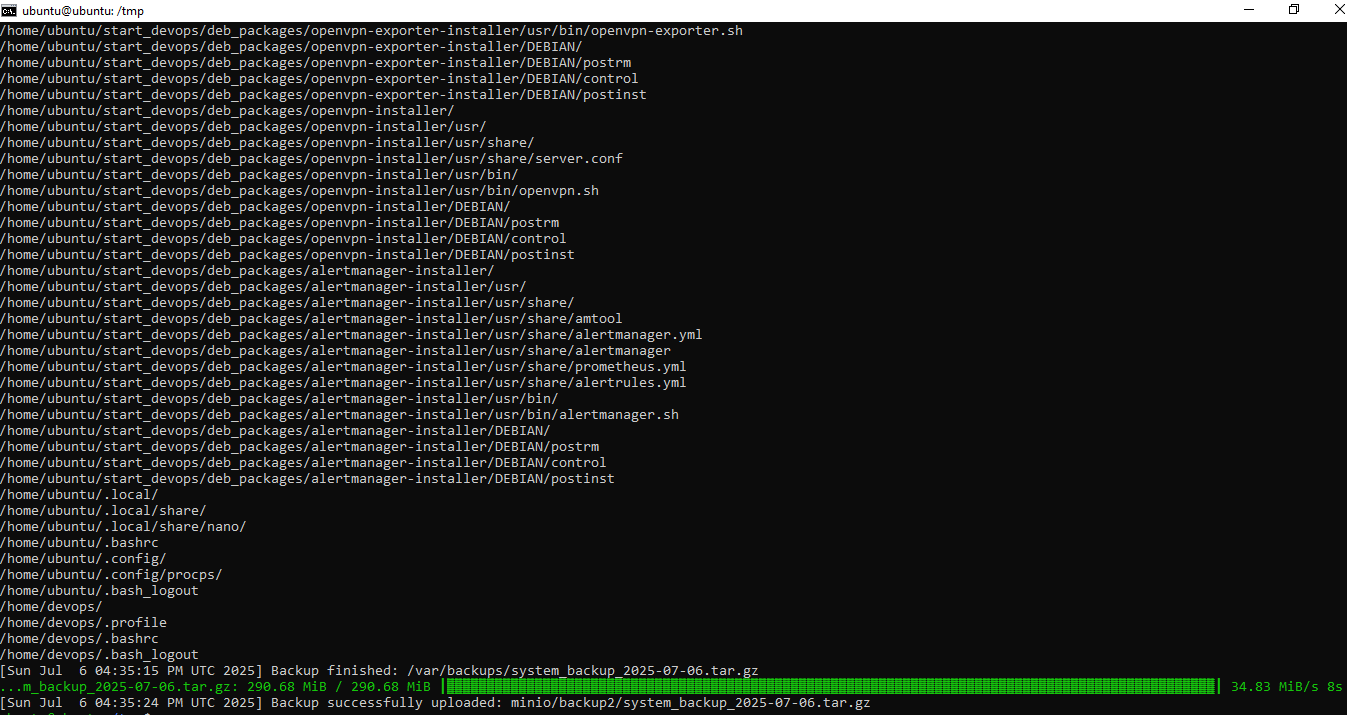 ubuntu@ubuntu: /tmp
/home/ubuntu/start_devops/deb_packages/openvpn-exporter-installer/usr/bin/openvpn-exporter.sh
/home/ubuntu/start_devops/deb_packages/openvpn-exporter-installer/DEBIAN/
/home/ubuntu/start_devops/deb_packages/openvpn-exporter-installer/DEBIAN/postrm
/home/ubuntu/start_devops/deb_packages/openvpn-exporter-installer/DEBIAN/control
/home/ubuntu/start_devops/deb_packages/openvpn-exporter-installer/DEBIAN/postinst
/home/ubuntu/start_devops/deb_packages/openvpn-installer/
/home/ubuntu/start_devops/deb_packages/openvpn-installer/usr/
/home/ubuntu/start_devops/deb_packages/openvpn-installer/usr/share/
/home/ubuntu/start_devops/deb_packages/openvpn-installer/usr/share/server.conf
/home/ubuntu/start_devops/deb_packages/openvpn-installer/usr/bin/
/home/ubuntu/start_devops/deb_packages/openvpn-installer/usr/bin/openvpn.sh
/home/ubuntu/start_devops/deb_packages/openvpn-installer/DEBIAN/
/home/ubuntu/start_devops/deb_packages/openvpn-installer/DEBIAN/postrm
/home/ubuntu/start_devops/deb_packages/openvpn-installer/DEBIAN/control
/home/ubuntu/start_devops/deb_packages/openvpn-installer/DEBIAN/postinst
/home/ubuntu/start_devops/deb_packages/alertmanager-installer/
/home/ubuntu/start_devops/deb_packages/alertmanager-installer/usr/
/home/ubuntu/start_devops/deb_packages/alertmanager-installer/usr/share/
/home/ubuntu/start_devops/deb_packages/alertmanager-installer/usr/share/amtool
/home/ubuntu/start_devops/deb_packages/alertmanager-installer/usr/share/alertmanager.yml
/home/ubuntu/start_devops/deb_packages/alertmanager-installer/usr/share/alertmanager
/home/ubuntu/start_devops/deb_packages/alertmanager-installer/usr/share/prometheus.yml
/home/ubuntu/start_devops/deb_packages/alertmanager-installer/usr/share/alertrules.yml
/home/ubuntu/start_devops/deb_packages/alertmanager-installer/usr/bin/
/home/ubuntu/start_devops/deb_packages/alertmanager-installer/usr/bin/alertmanager.sh
/home/ubuntu/start_devops/deb_packages/alertmanager-installer/DEBIAN/
/home/ubuntu/start_devops/deb_packages/alertmanager-installer/DEBIAN/postrm
/home/ubuntu/start_devops/deb_packages/alertmanager-installer/DEBIAN/control
/home/ubuntu/start_devops/deb_packages/alertmanager-installer/DEBIAN/postinst
/home/ubuntu/.local/
/home/ubuntu/.local/share/
/home/ubuntu/.local/share/nano/
/home/ubuntu/.bashrc
/home/ubuntu/.config/
/home/ubuntu/.config/procps/
/home/ubuntu/.bash_logout
/home/devops/
/home/devops/.profile
/home/devops/.bashrc
/home/devops/.bash_logout
[Sun Jul  6 04:35:15 PM UTC 2025] Backup finished: /var/backups/system_backup_2025-07-06.tar.gz
...m_backup_2025-07-06.tar.gz: 290.68 MiB / 290.68 MiB 34.83 MiB/s 8s
[Sun Jul  6 04:35:24 PM UTC 2025] Backup successfully uploaded: minio/backup2/system_backup_2025-07-06.tar.gz